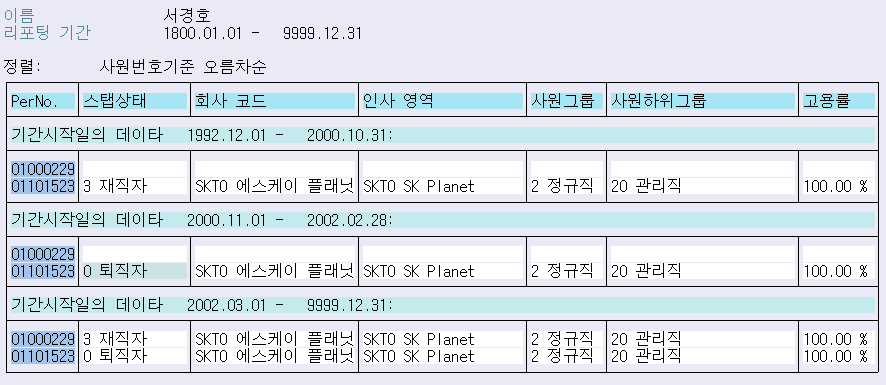 이름 서경호
리포팅 기간 1800.01.01 - 9999.12.31
정렬: 사원번호기준 오름차순
PerNo. 스탭상태 회사 코드 인사 영역 사원그룹 사원하위그룹 고용률
기간시작일의 데이타 1992.12.01 - 2000.10.31:
01000229
01101523 3 재직자 SKTO 에스케이 플래닛 SKTO SK Planet 2 정규직 20 관리직 100.00 %
기간시작일의 데이타 2000.11.01 - 2002.02.28:
01000229
01101523 0 퇴직자 SKTO 에스케이 플래닛 SKTO SK Planet 2 정규직 20 관리직 100.00 %
기간시작일의 데이타 2002.03.01 - 9999.12.31:
01000229 3 재직자 SKTO 에스케이 플래닛 SKTO SK Planet 2 정규직 20 관리직 100.00 %
01101523 0 퇴직자 SKTO 에스케이 플래닛 SKTO SK Planet 2 정규직 20 관리직 100.00 %